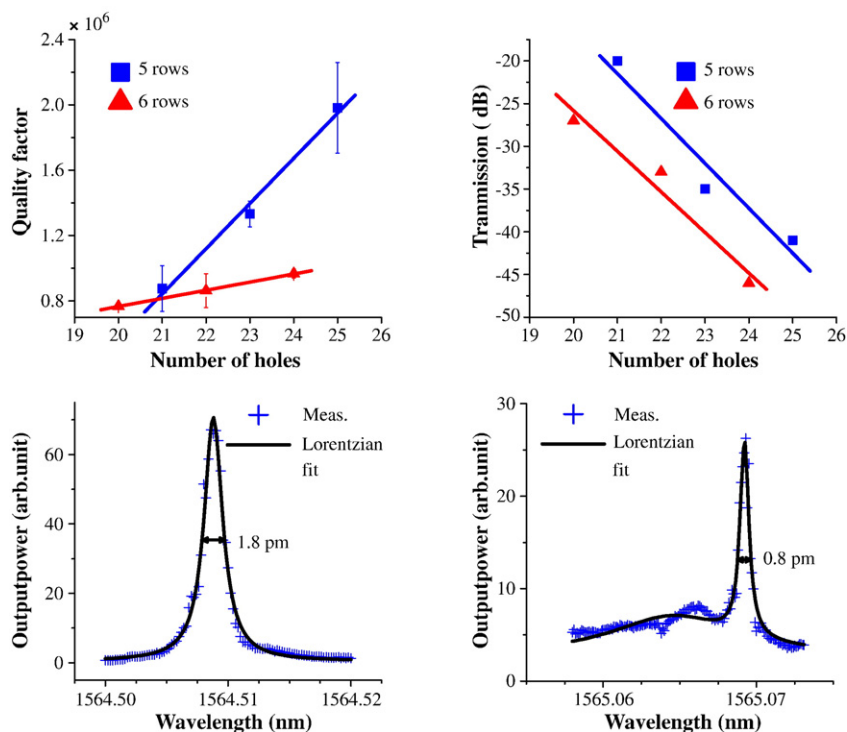 × 10^6
2.4
2.0
1.6
1.2
0.8
Quality factor
5 rows
6 rows
19 20 21 22 23 24 25 26
Number of holes
-20
-25
-30
-35
-40
-45
-50
Tranmission ( dB)
5 rows
6 rows
19 20 21 22 23 24 25 26
Number of holes
60
40
20
0
Outputpower (arb.unit)
Meas.
Lorentzian
fit
1.8 pm
1564.50 1564.51 1564.52
Wavelength (nm)
30
20
10
0
Outputpower (arb.unit)
Meas.
Lorentzian
fit
0.8 pm
1565.06 1565.07
Wavelength (nm)